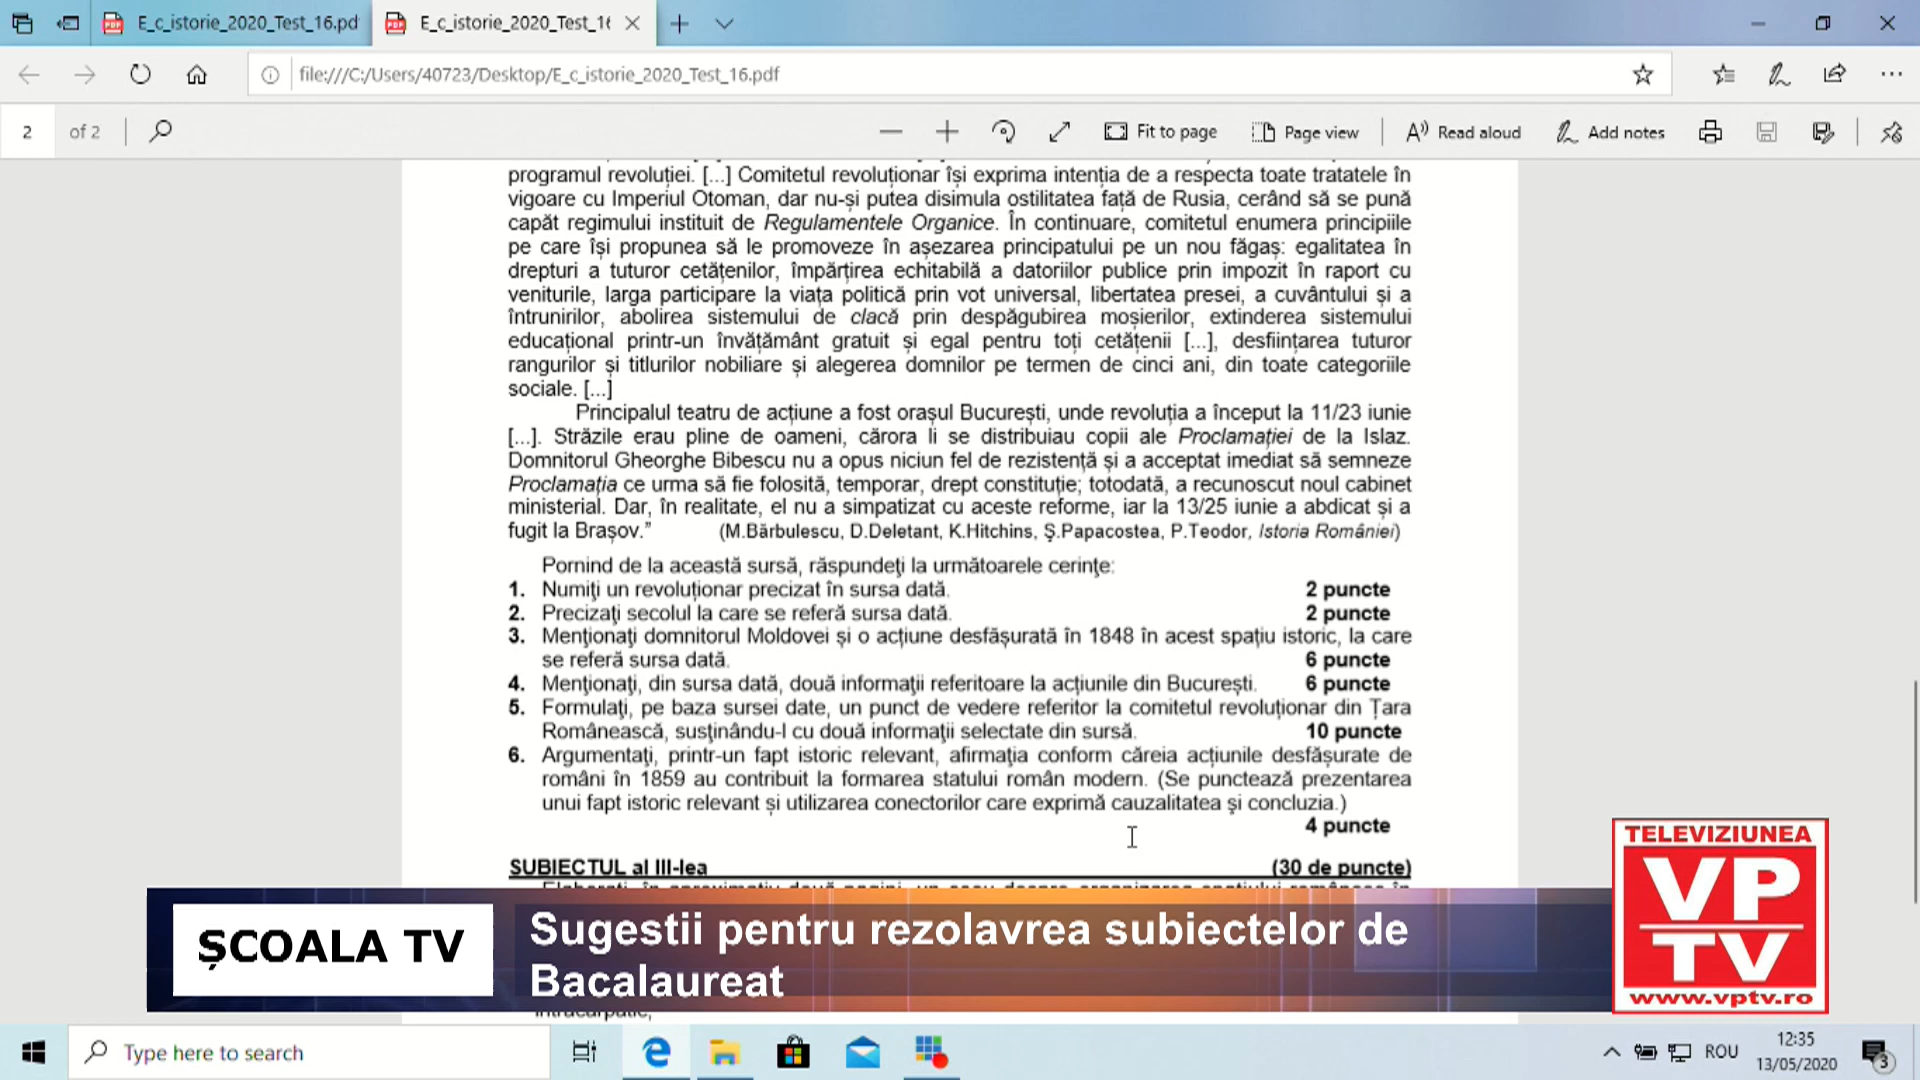 E_c_istorie_2020_Test_16.pd
E_c_istorie_2020_Test_16
file:///C:/Users/40723/Desktop/E_c_istorie_2020_Test_16.pdf
2 of 2
Fit to page
Page view
Read aloud
Add notes
programul revoluției. [...] Comitetul revoluționar își exprima intenția de a respecta toate tratatele în
vigoare cu Imperiul Otoman, dar nu-și putea disimula ostilitatea față de Rusia, cerând să se pună
capăt regimului instituit de Regulamentele Organice. În continuare, comitetul enumera principiile
pe care își propunea să le promoveze în așezarea principatului pe un nou făgaș: egalitatea în
drepturi a tuturor cetățenilor, împărțirea echitabilă a datoriilor publice prin impozit în raport cu
veniturile, larga participare la viața politică prin vot universal, libertatea presei, a cuvântului și a
întrunirilor, abolirea sistemului de clacă prin despăgubirea moșierilor, extinderea sistemului
educațional printr-un învățământ gratuit și egal pentru toți cetățenii [...], desființarea tuturor
rangurilor și titlurilor nobiliare și alegerea domnilor pe termen de cinci ani, din toate categoriile
sociale. [...]
Principalul teatru de acțiune a fost orașul București, unde revoluția a început la 11/23 iunie
[...]. Străzile erau pline de oameni, cărora li se distribuiau copii ale Proclamației de la Islaz.
Domnitorul Gheorghe Bibescu nu a opus niciun fel de rezistență și a acceptat imediat să semneze
Proclamația ce urma să fie folosită, temporar, drept constituție; totodată, a recunoscut noul cabinet
ministerial. Dar, în realitate, el nu a simpatizat cu aceste reforme, iar la 13/25 iunie a abdicat și a
fugit la Brașov.” (M.Bărbulescu, D.Deletant, K.Hitchins, Ş.Papacostea, P.Teodor, Istoria României)
Pornind de la această sursă, răspundeţi la următoarele cerinţe:
1. Numiţi un revoluționar precizat în sursa dată. 2 puncte
2. Precizaţi secolul la care se referă sursa dată. 2 puncte
3. Menţionaţi domnitorul Moldovei și o acțiune desfășurată în 1848 în acest spațiu istoric, la care
se referă sursa dată. 6 puncte
4. Menţionaţi, din sursa dată, două informaţii referitoare la acțiunile din București. 6 puncte
5. Formulaţi, pe baza sursei date, un punct de vedere referitor la comitetul revoluționar din Țara
Românească, susţinându-l cu două informaţii selectate din sursă. 10 puncte
6. Argumentaţi, printr-un fapt istoric relevant, afirmaţia conform căreia acțiunile desfășurate de
români în 1859 au contribuit la formarea statului român modern. (Se punctează prezentarea
unui fapt istoric relevant și utilizarea conectorilor care exprimă cauzalitatea şi concluzia.)
4 puncte
SUBIECTUL al III-lea (30 de puncte)
ȘCOALA TV
Sugestii pentru rezolavrea subiectelor de
Bacalaureat
TELEVIZIUNEA
VP
TV
www.vptv.ro
Type here to search
ROU
12:35
13/05/2020
3